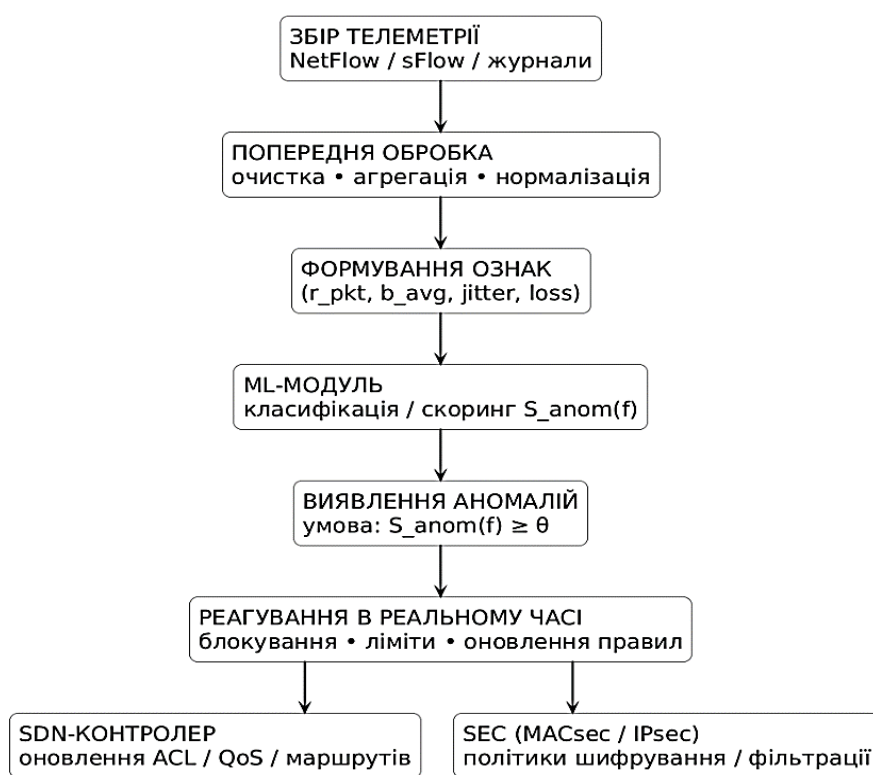 ЗБІР ТЕЛЕМЕТРІЇ
NetFlow / sFlow / журнали
ПОПЕРЕДНЯ ОБРОБКА
очистка • агрегація • нормалізація
ФОРМУВАННЯ ОЗНАК
(r_pkt, b_avg, jitter, loss)
ML-МОДУЛЬ
класифікація / скоринг S_anom(f)
ВИЯВЛЕННЯ АНОМАЛІЙ
умова: S_anom(f) ≥ θ
РЕАГУВАННЯ В РЕАЛЬНОМУ ЧАСІ
блокування • ліміти • оновлення правил
SDN-КОНТРОЛЕР
оновлення ACL / QoS / маршрутів
SEC (MACsec / IPsec)
політики шифрування / фільтрації